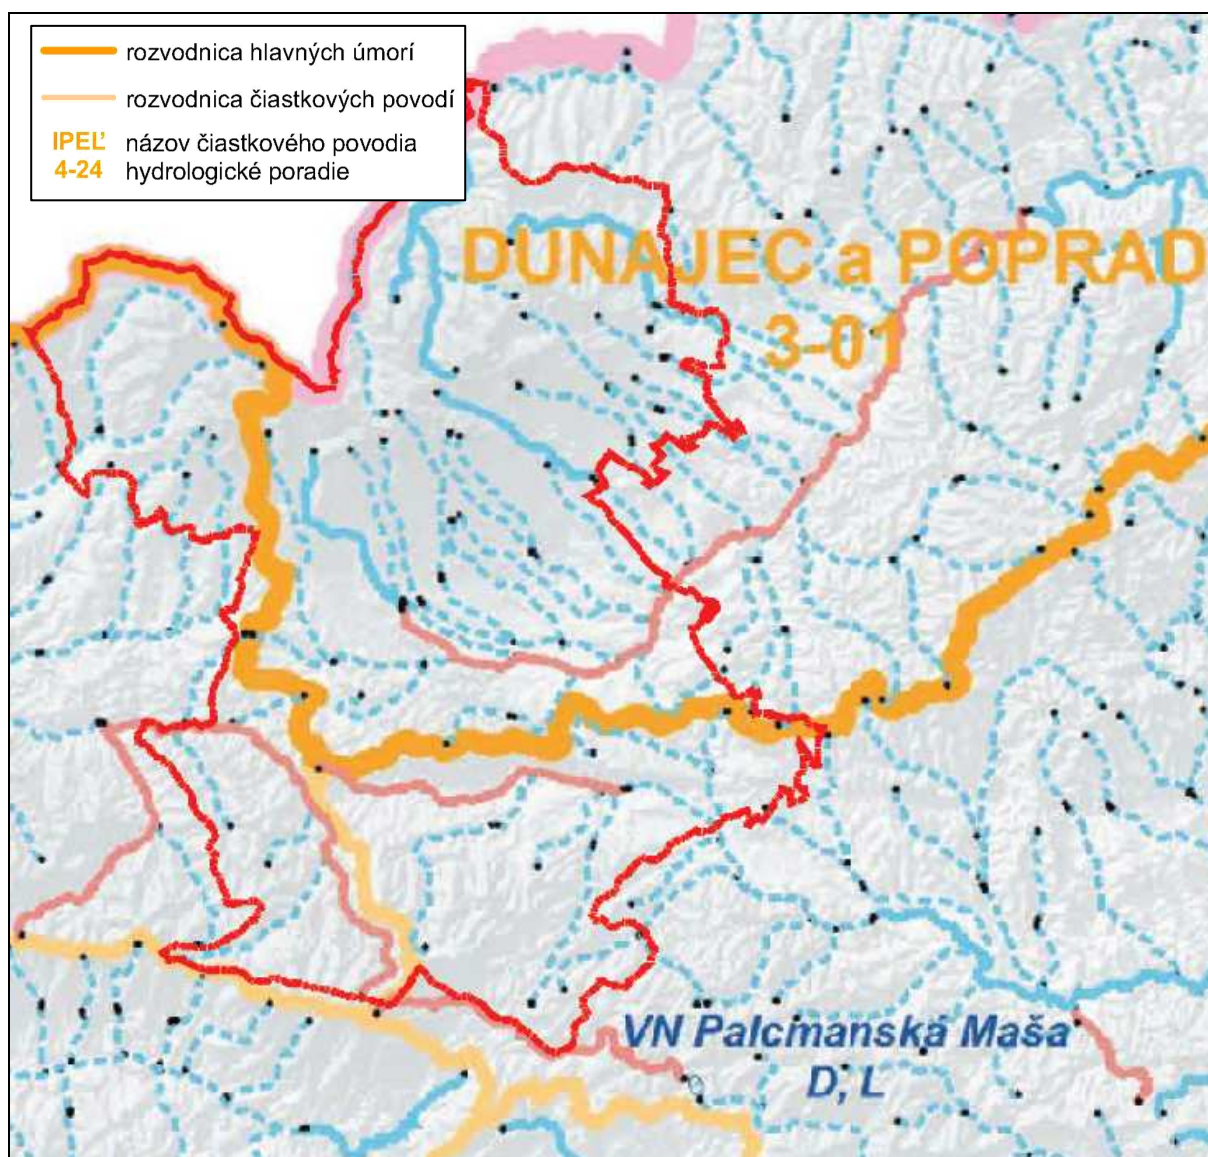 rozvodnica hlavných úmorí
rozvodnica čiastkových povodí
IPEĽ názov čiastkového povodia
4-24 hydrologické poradie
DUNAJEC a POPRAD
3-01
VN Palcmanská Maša
D, L